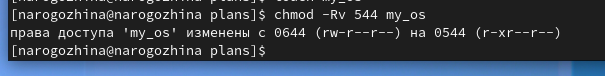 [narogozhina@narogozhina plans]$ chmod -Rv 544 my_os
права доступа 'my_os' изменены с 0644 (rw-r--r--) на 0544 (r-xr--r--)
[narogozhina@narogozhina plans]$